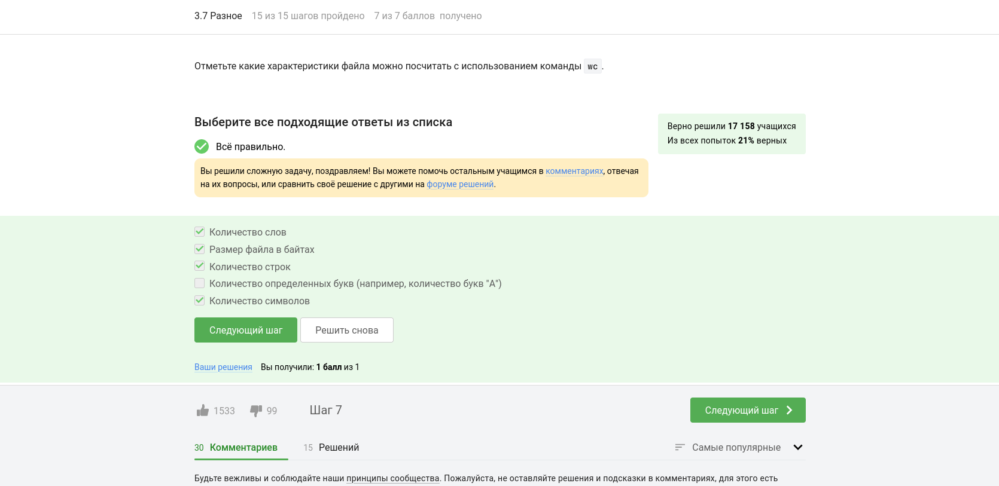 3.7 Разное 15 из 15 шагов пройдено 7 из 7 баллов получено
Отметьте какие характеристики файла можно посчитать с использованием команды wc.
Выберите все подходящие ответы из списка
Верно решили 17 158 учащихся
Из всех попыток 21% верных
Всё правильно.
Вы решили сложную задачу, поздравляем! Вы можете помочь остальным учащимся в комментариях, отвечая
на их вопросы, или сравнить своё решение с другими на форуме решений.
Количество слов
Размер файла в байтах
Количество строк
Количество определенных букв (например, количество букв "А")
Количество символов
Следующий шаг Решить снова
Ваши решения Вы получили: 1 балл из 1
1533 99 Шаг 7 Следующий шаг
30 Комментариев 15 Решений Самые популярные
Будьте вежливы и соблюдайте наши принципы сообщества. Пожалуйста, не оставляйте решения и подсказки в комментариях, для этого есть